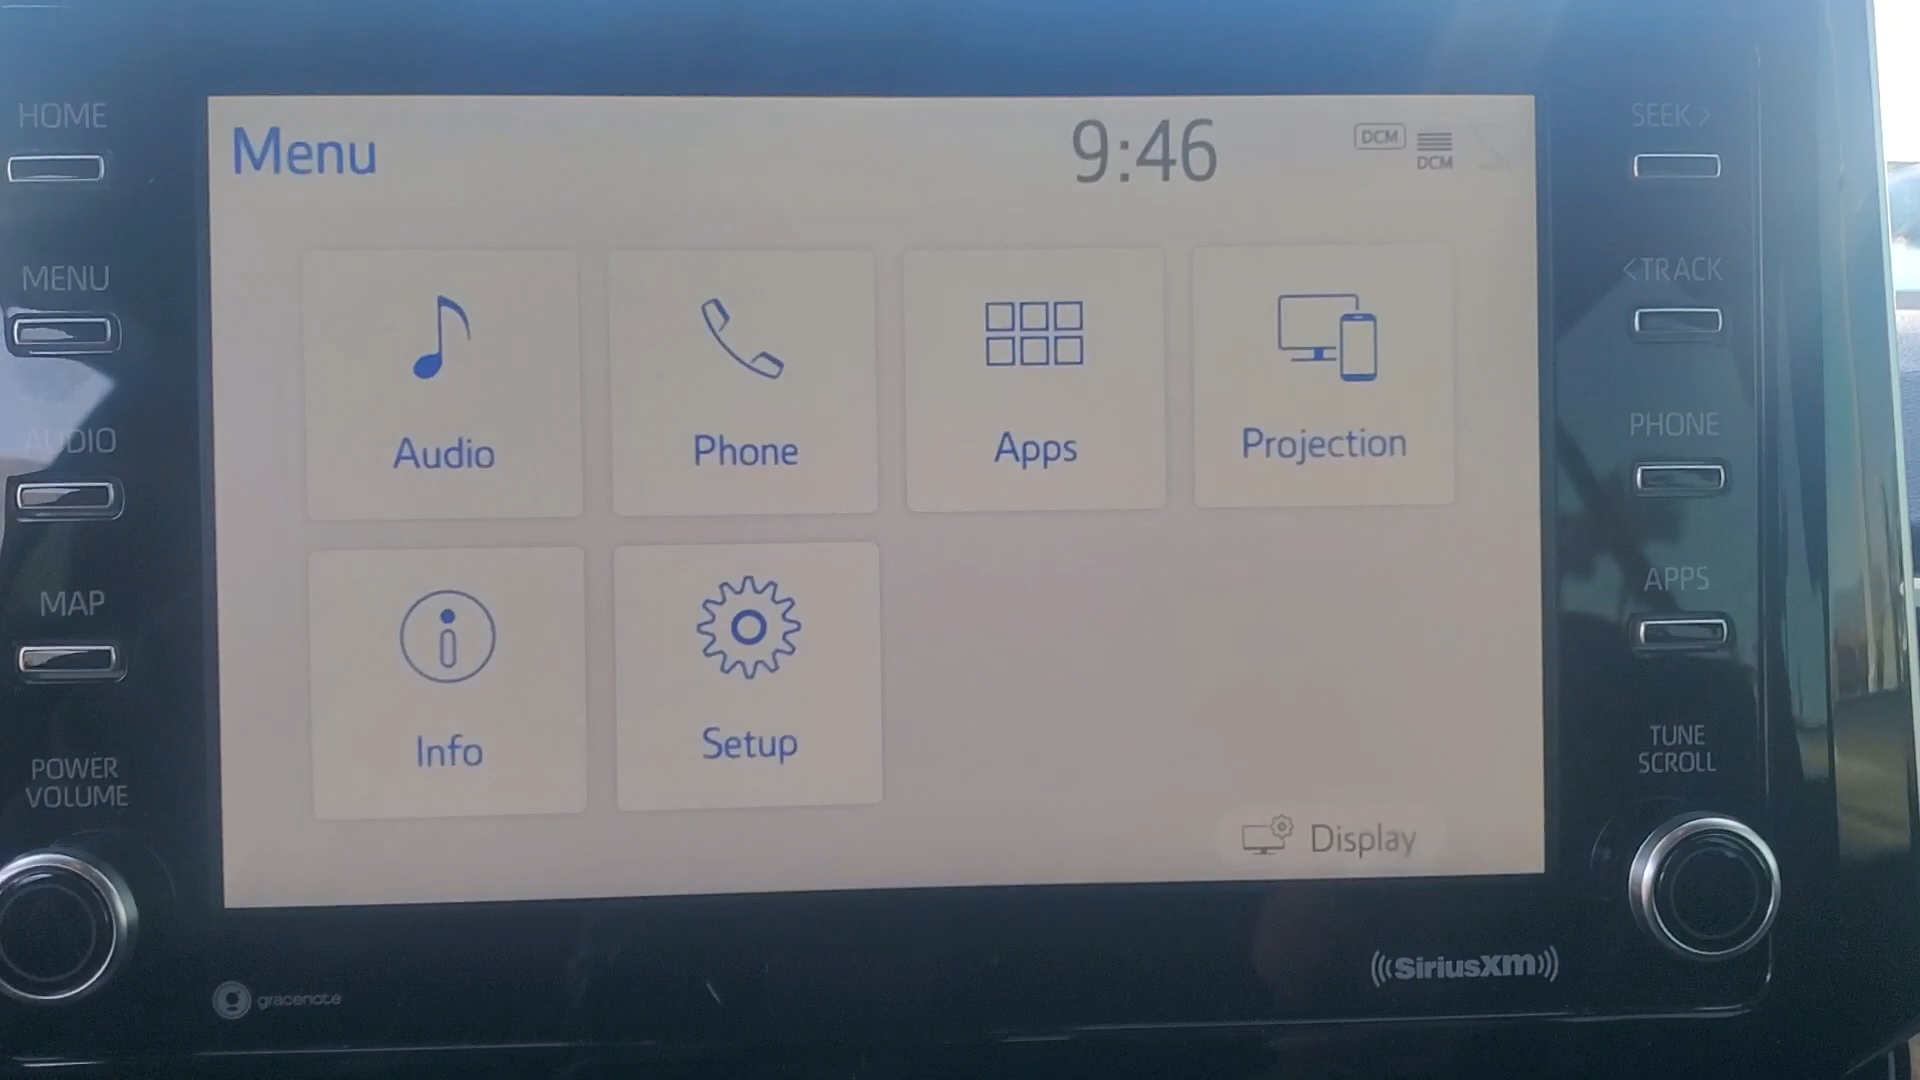 HOME
MENU
AUDIO
MAP
POWER
VOLUME
Menu
9:46
DCM
DCM
Audio
Phone
Apps
Projection
Info
Setup
Display
SEEK >
< TRACK
PHONE
APPS
TUNE
SCROLL
gracenote
((SiriusXM))